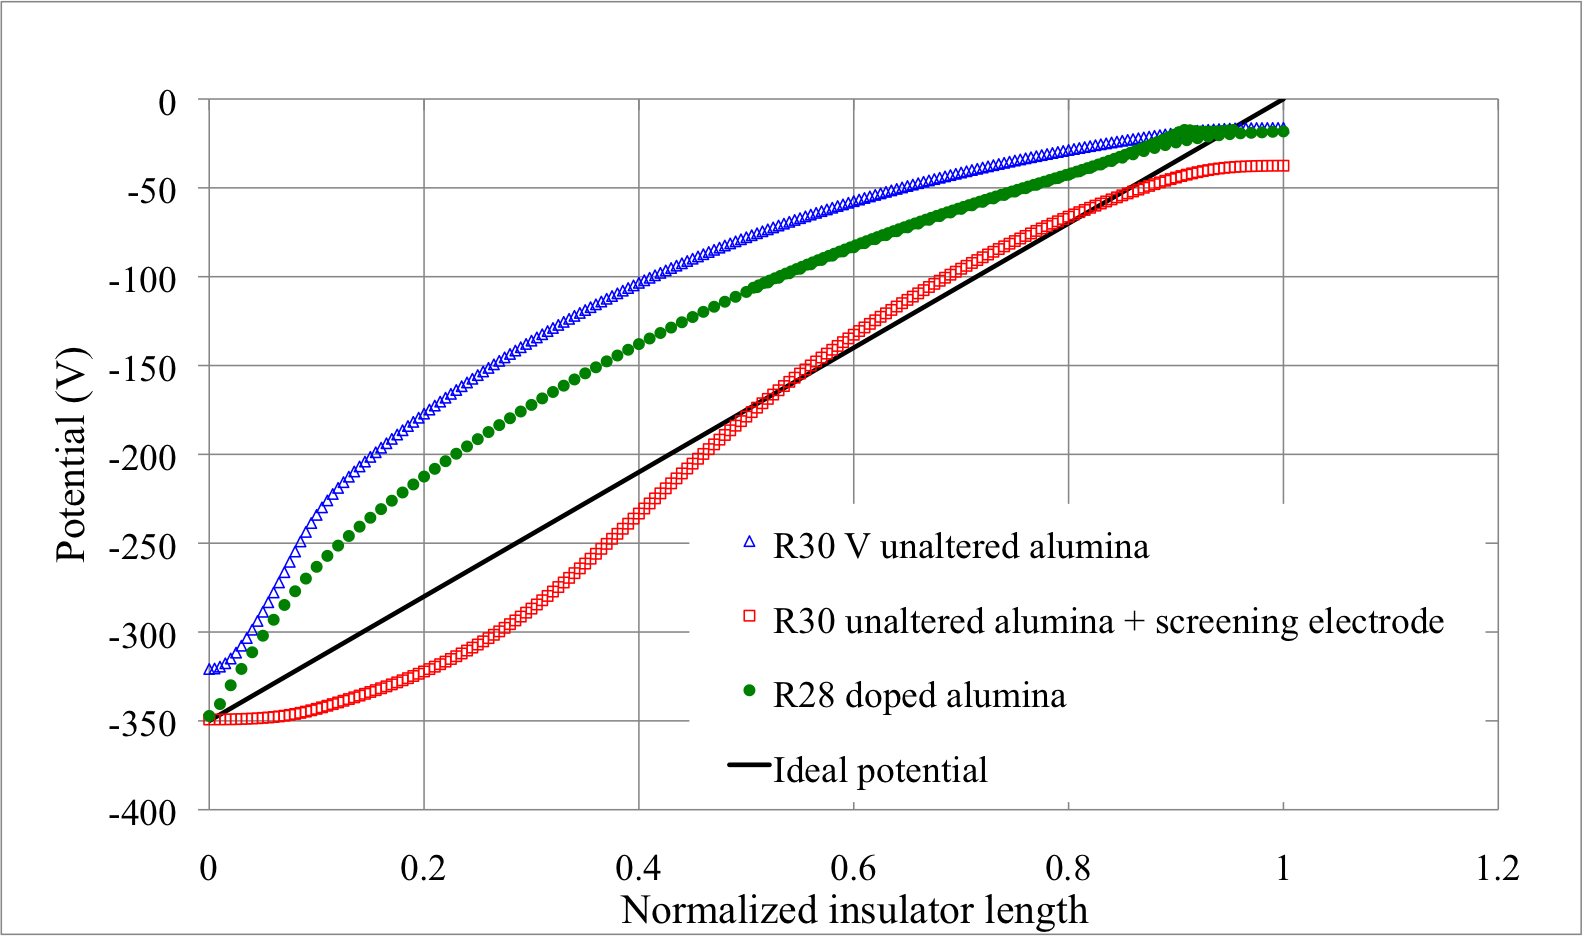 0
-50
-100
-150
-200
-250
-300
-350
-400
Potential (V)
R30 V unaltered alumina
R30 unaltered alumina + screening electrode
R28 doped alumina
Ideal potential
0 0.2 0.4 0.6 0.8 1 1.2
Normalized insulator length